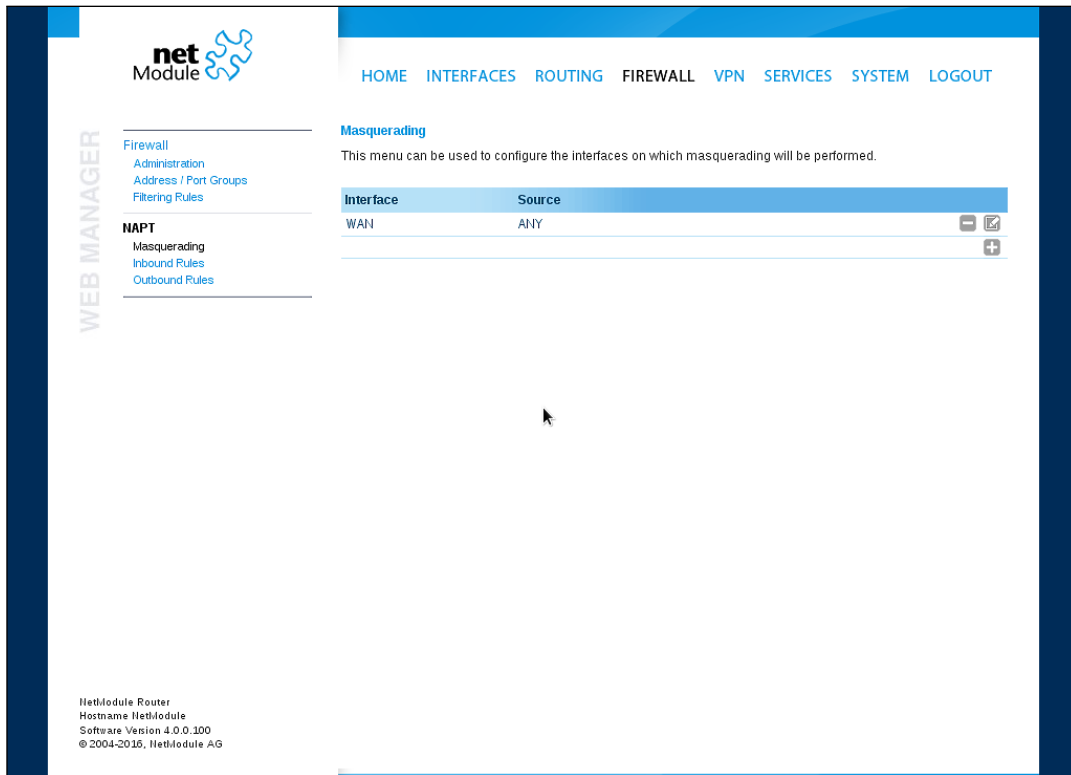 net
Module
HOME INTERFACES ROUTING FIREWALL VPN SERVICES SYSTEM LOGOUT
WEB MANAGER
Firewall
Administration
Address / Port Groups
Filtering Rules
NAPT
Masquerading
Inbound Rules
Outbound Rules
Masquerading
This menu can be used to configure the interfaces on which masquerading will be performed.
Interface Source
WAN ANY
NetModule Router
Hostname NetModule
Software Version 4.0.0.100
© 2004-2016, NetModule AG